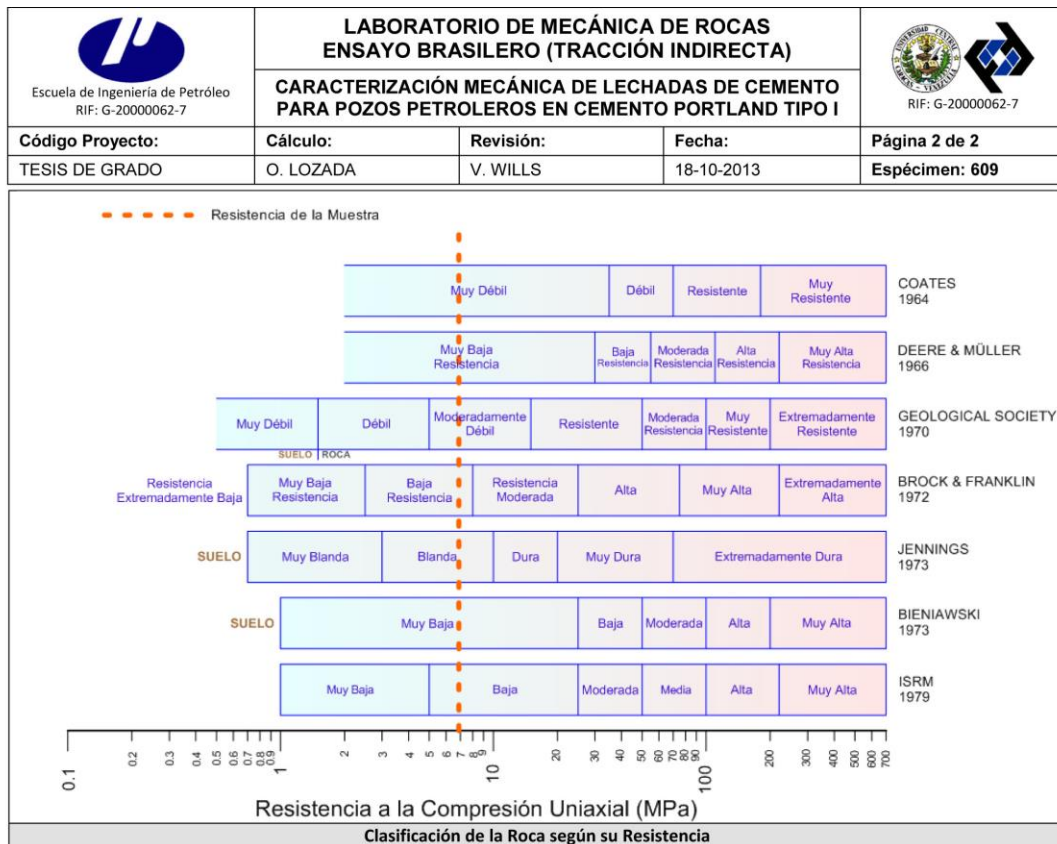 LABORATORIO DE MECÁNICA DE ROCAS
ENSAYO BRASILERO (TRACCIÓN INDIRECTA)
CARACTERIZACIÓN MECÁNICA DE LECHADAS DE CEMENTO
PARA POZOS PETROLEROS EN CEMENTO PORTLAND TIPO I
Escuela de Ingeniería de Petróleo
RIF: G-20000062-7
RIF: G-20000062-7
Código Proyecto: Cálculo: Revisión: Fecha: Página 2 de 2
TESIS DE GRADO O. LOZADA V. WILLS 18-10-2013 Espécimen: 609
Resistencia de la Muestra
Muy Débil Débil Resistente Muy
Resistente
COATES
1964
Muy Baja
Resistencia
Baja
Resistencia
Moderada
Resistencia
Alta
Resistencia
Muy Alta
Resistencia
DEERE & MÜLLER
1966
Muy Débil Débil Moderadamente
Débil
Resistente
Moderada
Resistencia
Muy
Resistente
Extremadamente
Resistente
GEOLOGICAL SOCIETY
1970
SUELO ROCA
Resistencia
Extremadamente Baja
Muy Baja
Resistencia
Baja
Resistencia
Resistencia
Moderada
Alta Muy Alta Extremadamente
Alta
BROCK & FRANKLIN
1972
SUELO Muy Blanda Blanda Dura Muy Dura Extremadamente Dura
JENNINGS
1973
SUELO Muy Baja Baja Moderada Alta Muy Alta
BIENIAWSKI
1973
Muy Baja Baja Moderada Media Alta Muy Alta
ISRM
1979
0.1 0.2 0.3 0.4 0.5 0.6 0.7 0.8 0.9 1 2 3 4 5 6 7 8 9 10 20 30 40 50 60 70 80 90 100 200 300 400 500 600 700
Resistencia a la Compresión Uniaxial (MPa)
Clasificación de la Roca según su Resistencia